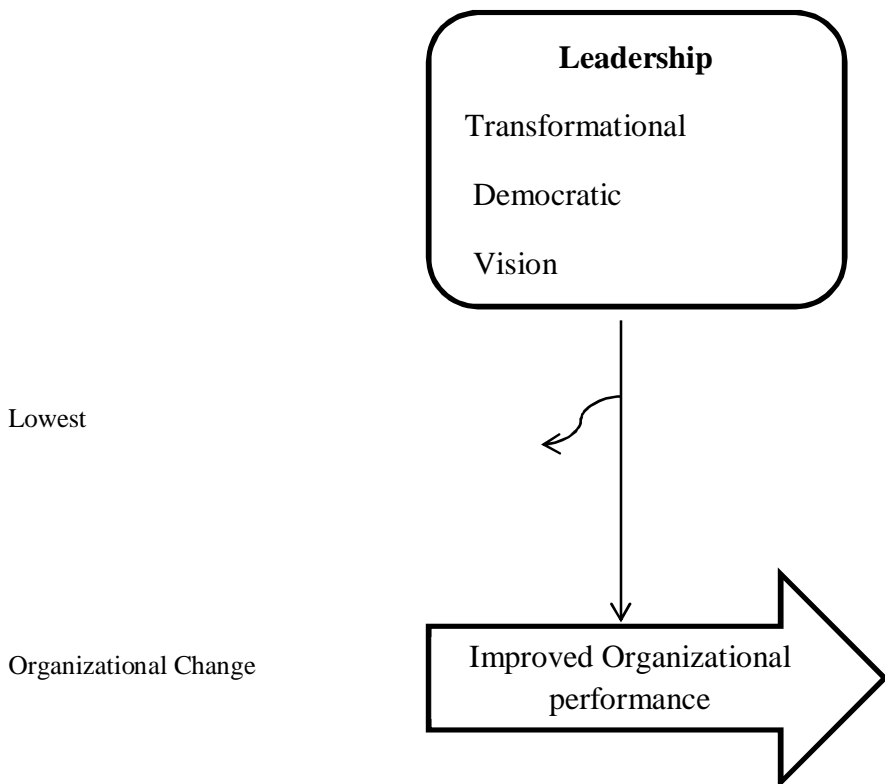 Leadership
Transformational
Democratic
Vision
Lowest
Organizational Change
Improved Organizational
performance